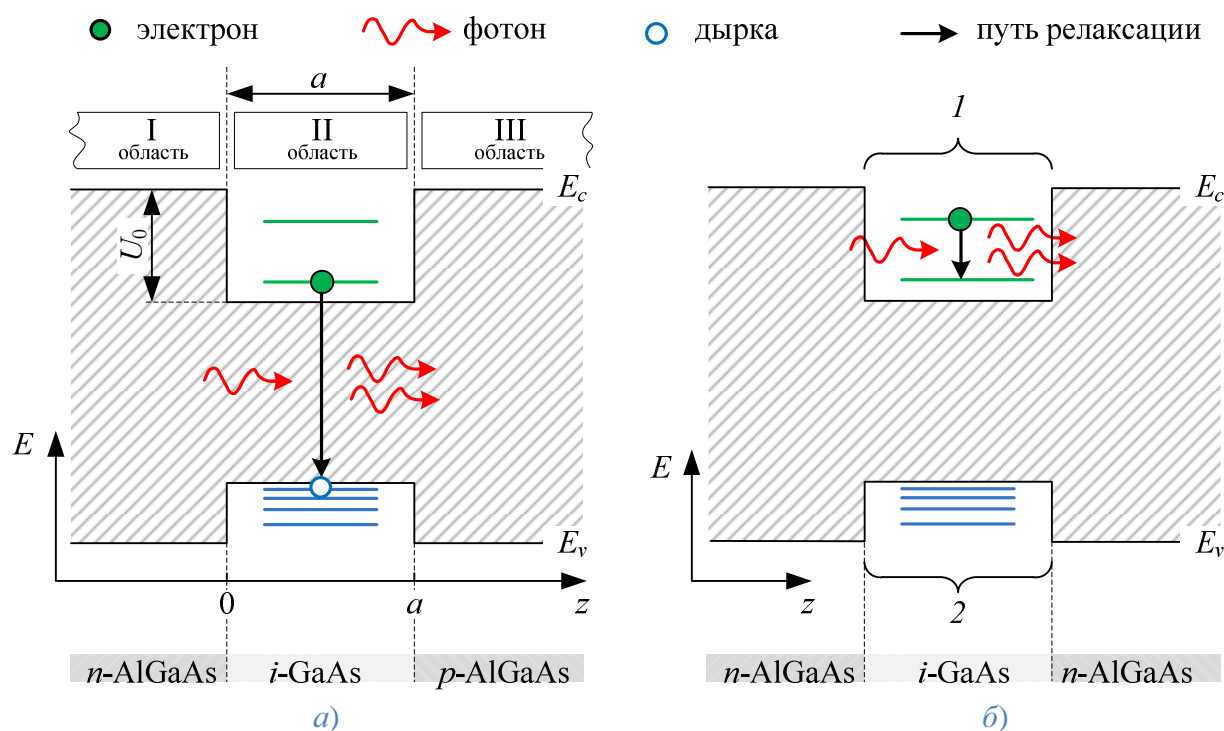 электрон фотон дырка путь релаксации
a
I
область
II
область
III
область
U₀
E_c
E
E_v
0 a z
n-AlGaAs i-GaAs p-AlGaAs
а)
1
E_c
E
E_v
z
2
n-AlGaAs i-GaAs n-AlGaAs
б)